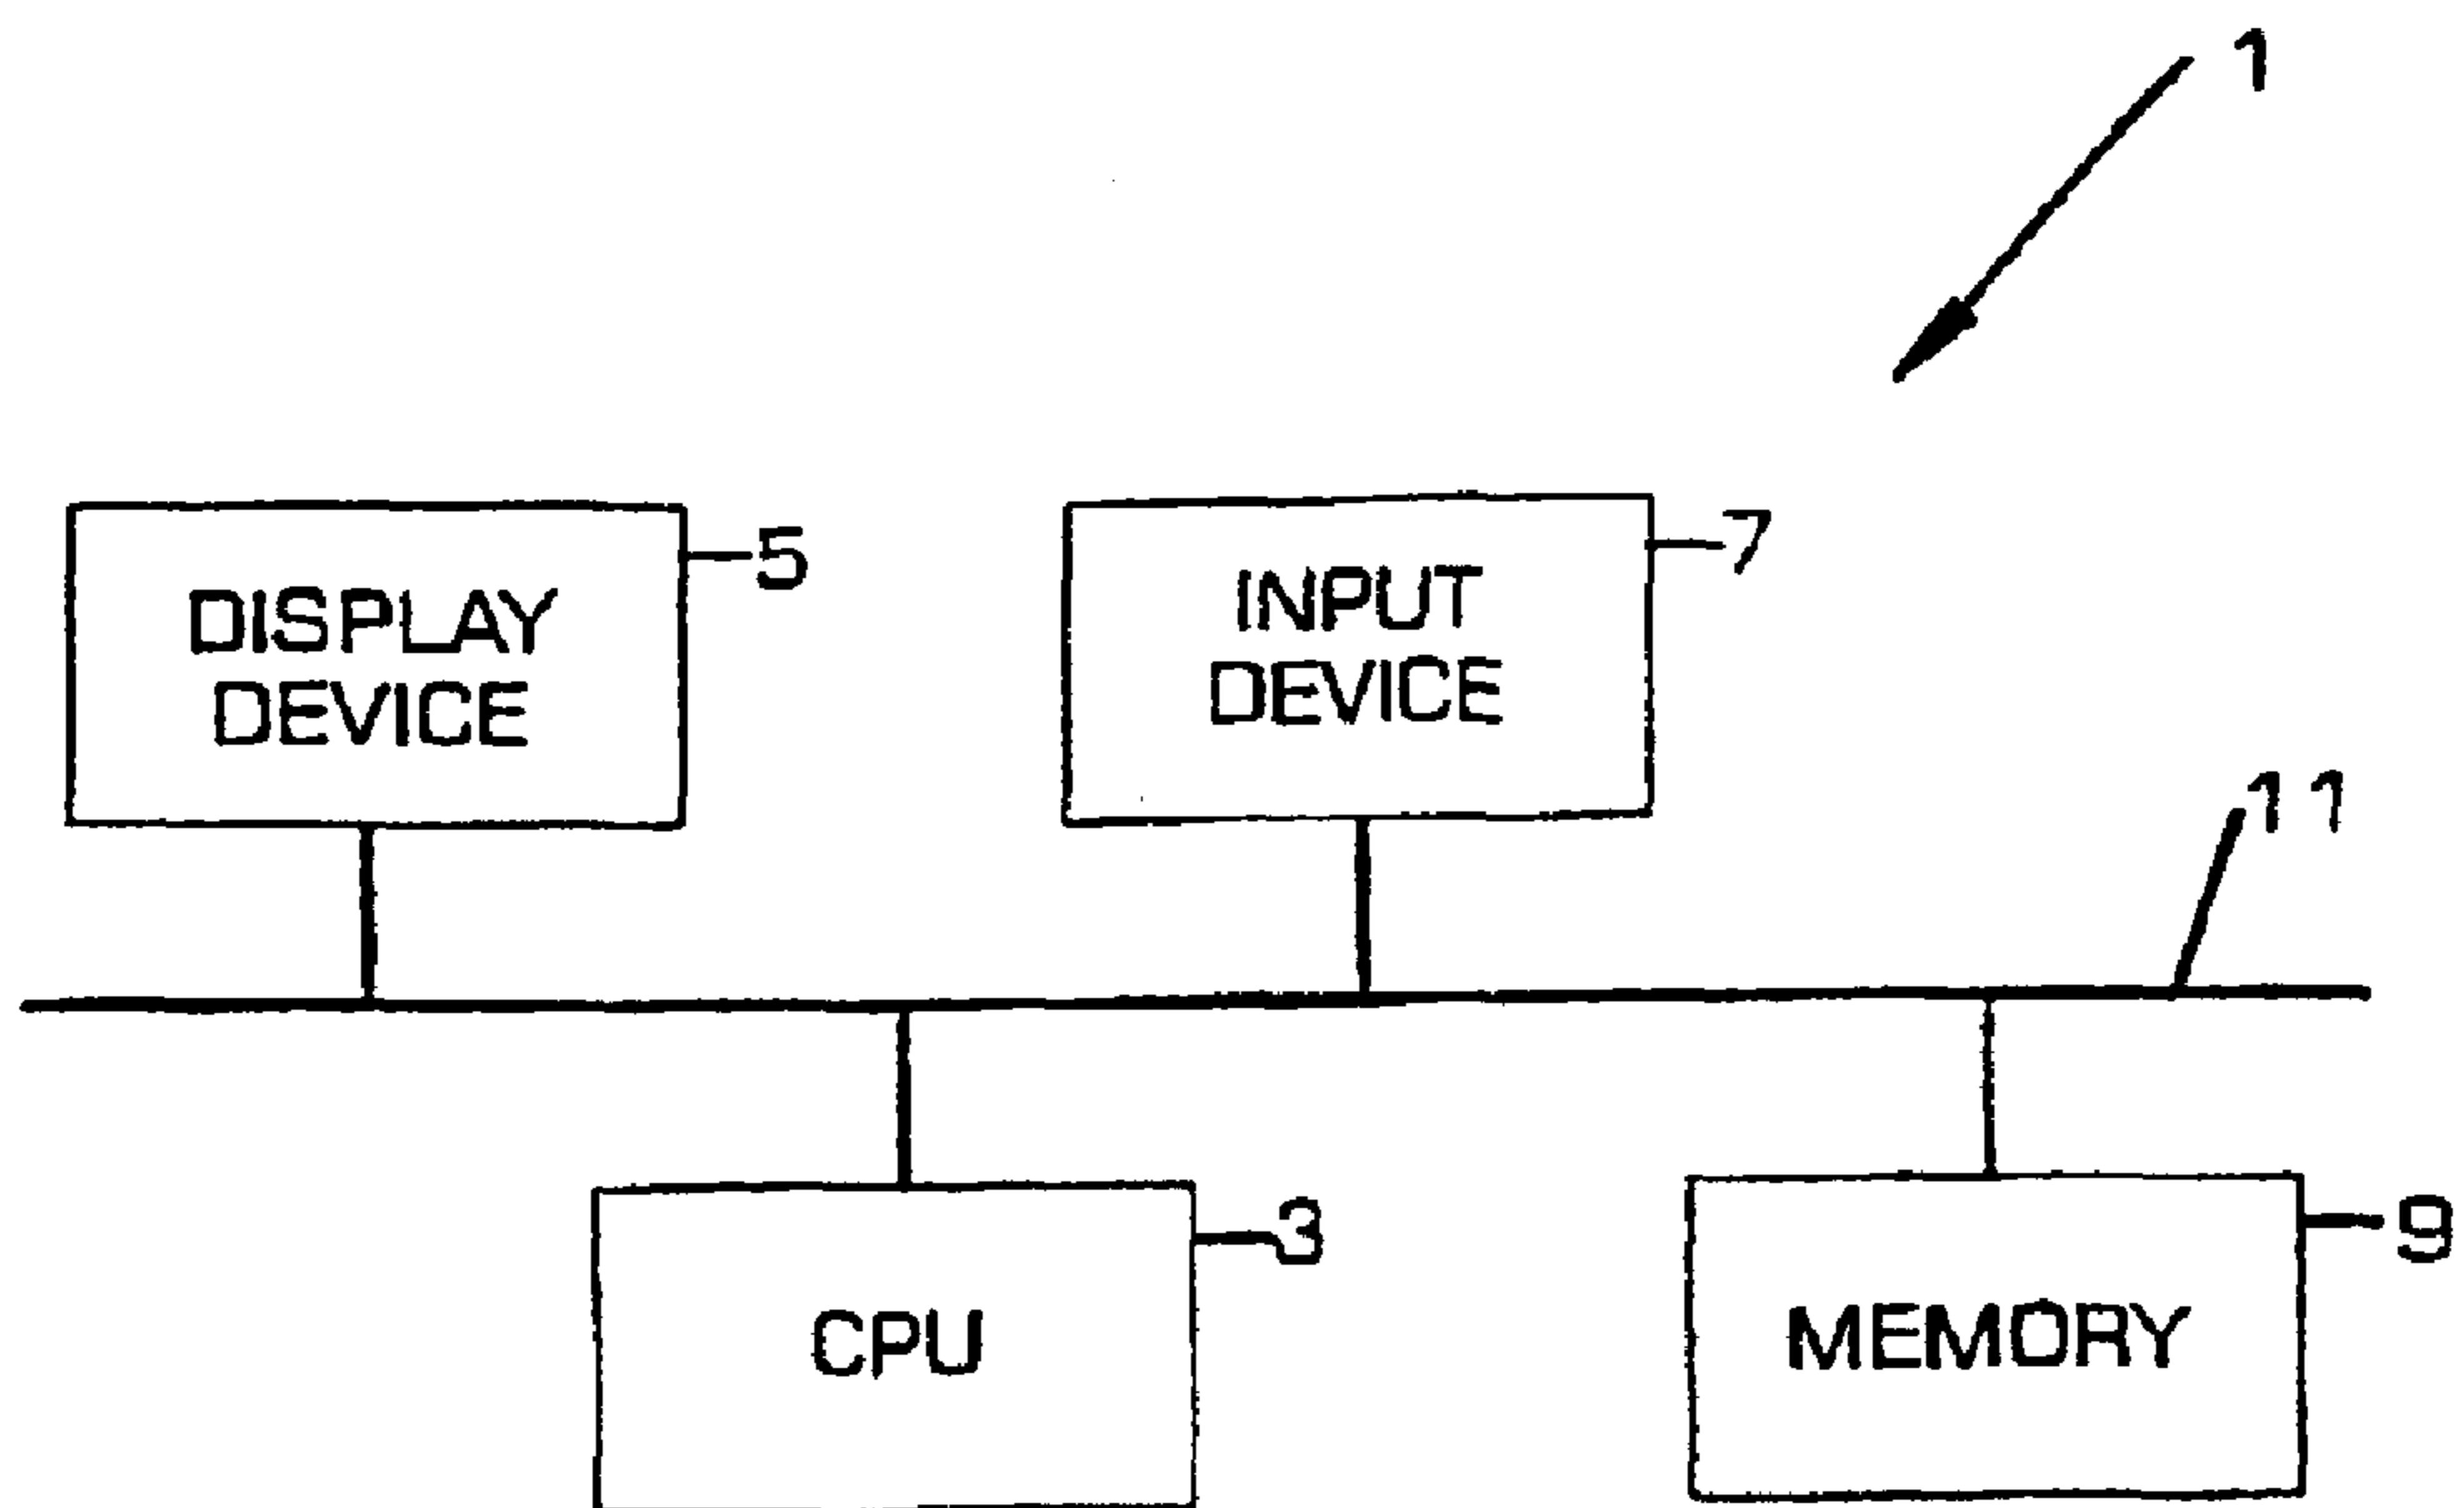 1
5
DISPLAY
DEVICE
7
INPUT
DEVICE
11
3
CPU
9
MEMORY